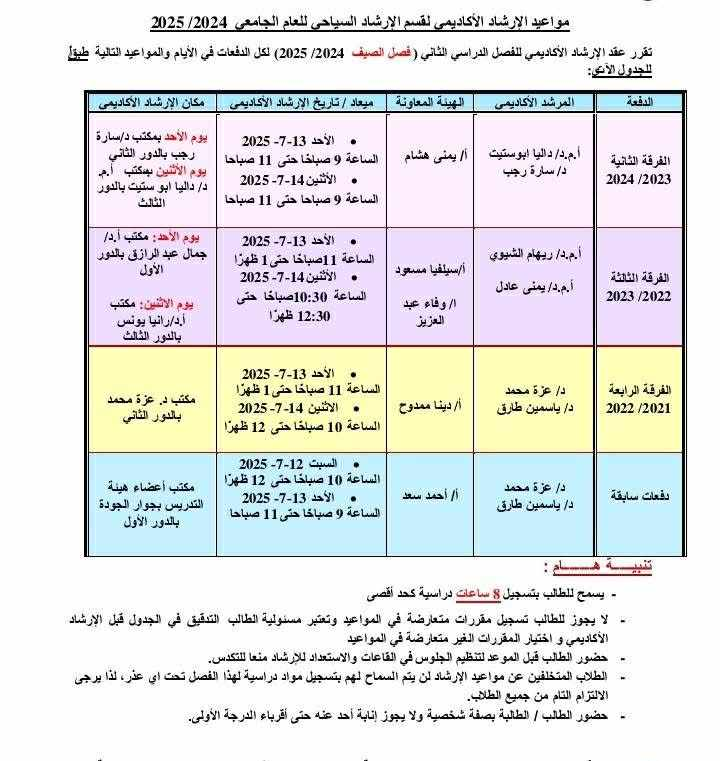 مواعيد الإرشاد الأكاديمي لقسم الإرشاد السياحى للعام الجامعي 2024/ 2025
تقرر عقد الإرشاد الأكاديمي للفصل الدراسي الثاني ( فصل الصيف 2024/ 2025) لكل الدفعات في الأيام والمواعيد التالية طبقًا
للجدول الآتي:
الدفعة
المرشد الأكاديمي
الهيئة المعاونة
ميعاد / تاريخ الإرشاد الأكاديمي
مكان الإرشاد الأكاديمى
الفرقة الثانية
2023/ 2024
أ.م.د/ داليا ابوستيت
د/ سارة رجب
أ/ يمنى هشام
• الأحد 13-7- 2025
الساعة 9 صباحًا حتى 11 صباحا
• الأثنين14-7- 2025
الساعة 9 صباحا حتى 11 صباحا
يوم الأحد بمكتب د/سارة
رجب بالدور الثاني
يوم الأثنين بمكتب أ.م.
د/ داليا ابو ستيت بالدور
الثالث
الفرقة الثالثة
2022/ 2023
أ.م.د/ ريهام الشيوي
أ.م.د/ يمنى عادل
أ/سيلفيا مسعود
ا/ وفاء عبد
العزيز
• الأحد 13-7- 2025
الساعة 11صباحًا حتى 1 ظهرًا
• الأثنين14-7- 2025
الساعة 10:30صباحًا حتى
12:30 ظهرًا
يوم الأحد: مكتب أ.د/
جمال عبد الرازق بالدور
الأول
يوم الاثنين: مكتب
أ.د/رانيا يونس
بالدور الثالث
الفرقة الرابعة
2021/ 2022
د/ عزة محمد
د/ ياسمين طارق
أ/ دينا ممدوح
• الأحد 13-7- 2025
الساعة 11 صباحًا حتى 1 ظهرًا
• الاثنين 14-7- 2025
الساعة 10 صباحًا حتى 12 ظهرًا
مكتب د. عزة محمد
بالدور الثاني
دفعات سابقة
د/ عزة محمد
د/ ياسمين طارق
أ/ أحمد سعد
• السبت 12-7- 2025
الساعة 10 صباحًا حتى 12 ظهرًا
• الأحد 13-7- 2025
الساعة 9 صباحًا حتى 11 صباحا
مكتب أعضاء هيئة
التدريس بجوار الجودة
بالدور الأول
تنبيـــــة هـــــــام :
- يسمح للطالب بتسجيل 8 ساعات دراسية كحد أقصى
- لا يجوز للطالب تسجيل مقررات متعارضة في المواعيد وتعتبر مسئولية الطالب التدقيق في الجدول قبل الإرشاد
الأكاديمي و اختيار المقررات الغير متعارضة في المواعيد
- حضور الطالب قبل الموعد لتنظيم الجلوس في القاعات والاستعداد للإرشاد منعا للتكدس.
- الطلاب المتخلفين عن مواعيد الإرشاد لن يتم السماح لهم بتسجيل مواد دراسية لهذا الفصل تحت اي عذر، لذا يرجى
الالتزام التام من جميع الطلاب.
- حضور الطالب / الطالبة بصفة شخصية ولا يجوز إنابة أحد عنه حتى أقرباء الدرجة الأولى.